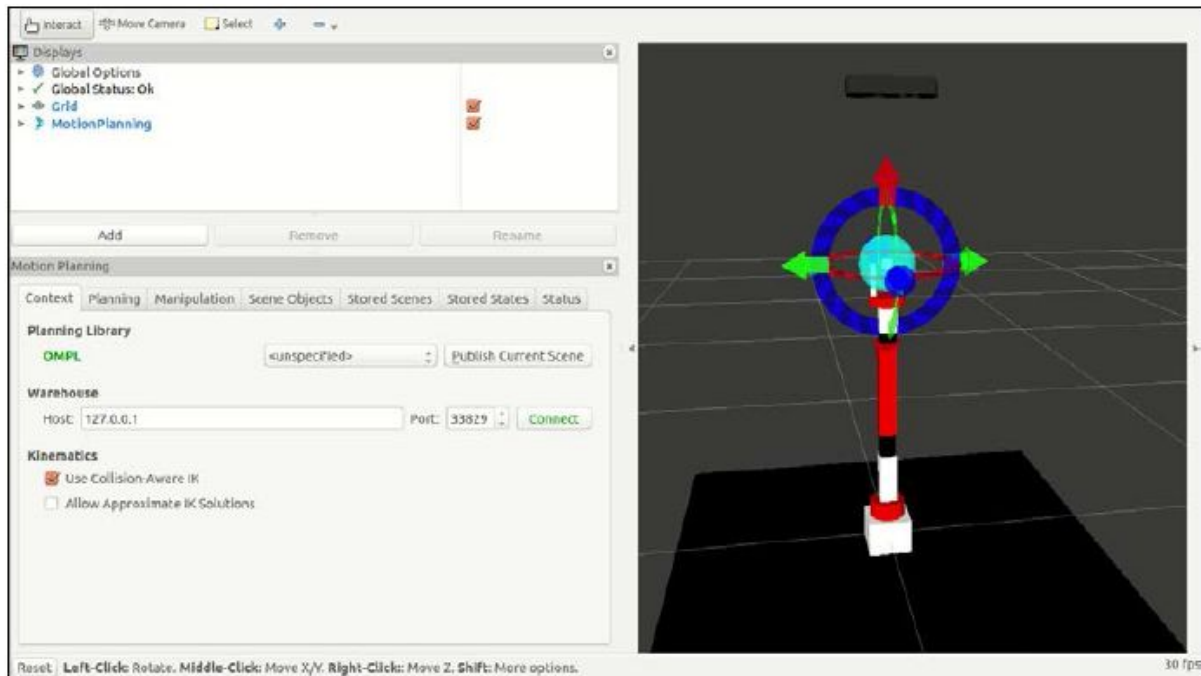 Interact Move Camera Select
Displays
Global Options
Global Status: Ok
Grid
MotionPlanning
Add Remove Rename
Motion Planning
Context Planning Manipulation Scene Objects Stored Scenes Stored States Status
Planning Library
OMPL <unspecified> Publish Current Scene
Warehouse
Host: 127.0.0.1 Port: 33829 Connect
Kinematics
Use Collision-Aware IK
Allow Approximate IK Solutions
Reset Left-Click: Rotate. Middle-Click: Move X/Y. Right-Click:: Move Z. Shift: More options. 30 fps